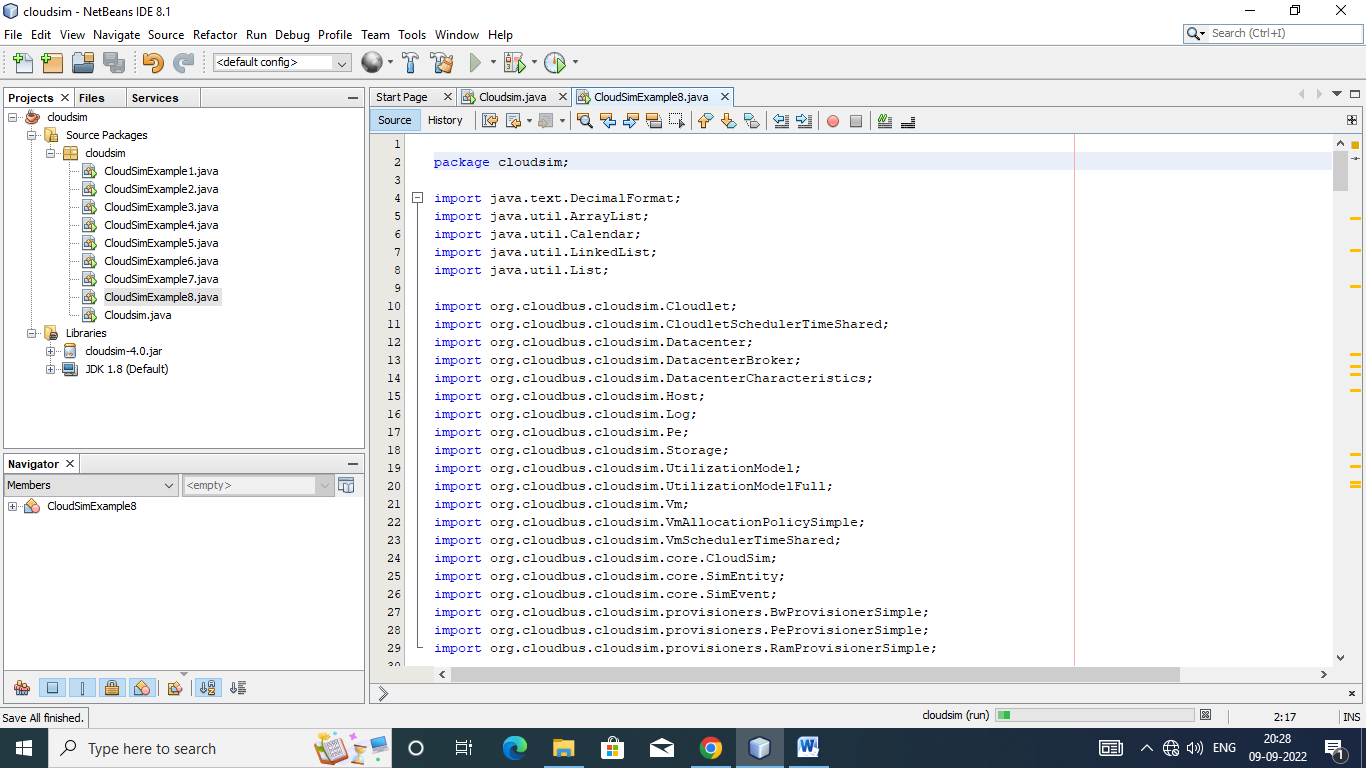 cloudsim - NetBeans IDE 8.1
File Edit View Navigate Source Refactor Run Debug Profile Team Tools Window Help
Search (Ctrl+I)
<default config>
Projects Files Services
cloudsim
Source Packages
cloudsim
CloudSimExample1.java
CloudSimExample2.java
CloudSimExample3.java
CloudSimExample4.java
CloudSimExample5.java
CloudSimExample6.java
CloudSimExample7.java
CloudSimExample8.java
Cloudsim.java
Libraries
cloudsim-4.0.jar
JDK 1.8 (Default)
Navigator
Members
<empty>
CloudSimExample8
Start Page Cloudsim.java CloudSimExample8.java
Source History
1
2 package cloudsim;
3
4 import java.text.DecimalFormat;
5 import java.util.ArrayList;
6 import java.util.Calendar;
7 import java.util.LinkedList;
8 import java.util.List;
9
10 import org.cloudbus.cloudsim.Cloudlet;
11 import org.cloudbus.cloudsim.CloudletSchedulerTimeShared;
12 import org.cloudbus.cloudsim.Datacenter;
13 import org.cloudbus.cloudsim.DatacenterBroker;
14 import org.cloudbus.cloudsim.DatacenterCharacteristics;
15 import org.cloudbus.cloudsim.Host;
16 import org.cloudbus.cloudsim.Log;
17 import org.cloudbus.cloudsim.Pe;
18 import org.cloudbus.cloudsim.Storage;
19 import org.cloudbus.cloudsim.UtilizationModel;
20 import org.cloudbus.cloudsim.UtilizationModelFull;
21 import org.cloudbus.cloudsim.Vm;
22 import org.cloudbus.cloudsim.VmAllocationPolicySimple;
23 import org.cloudbus.cloudsim.VmSchedulerTimeShared;
24 import org.cloudbus.cloudsim.core.CloudSim;
25 import org.cloudbus.cloudsim.core.SimEntity;
26 import org.cloudbus.cloudsim.core.SimEvent;
27 import org.cloudbus.cloudsim.provisioners.BwProvisionerSimple;
28 import org.cloudbus.cloudsim.provisioners.PeProvisionerSimple;
29 import org.cloudbus.cloudsim.provisioners.RamProvisionerSimple;
30
Save All finished.
cloudsim (run)
2:17 INS
Type here to search
ENG
20:28
09-09-2022
1